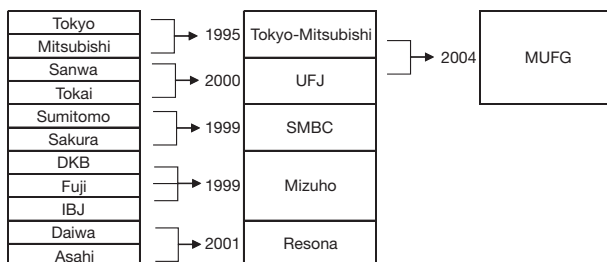 Tokyo
Mitsubishi
1995
Tokyo-Mitsubishi
Sanwa
Tokai
2000
UFJ
2004
MUFG
Sumitomo
Sakura
1999
SMBC
DKB
Fuji
IBJ
1999
Mizuho
Daiwa
Asahi
2001
Resona